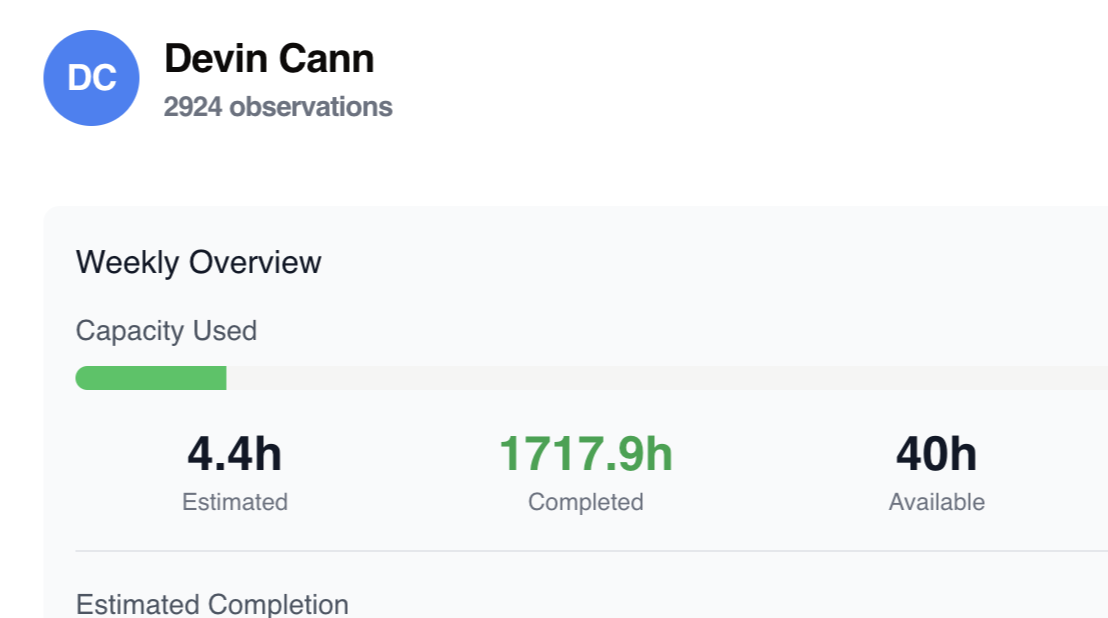 DC
Devin Cann
2924 observations
Weekly Overview
Capacity Used
4.4h 1717.9h 40h
Estimated Completed Available
Estimated Completion